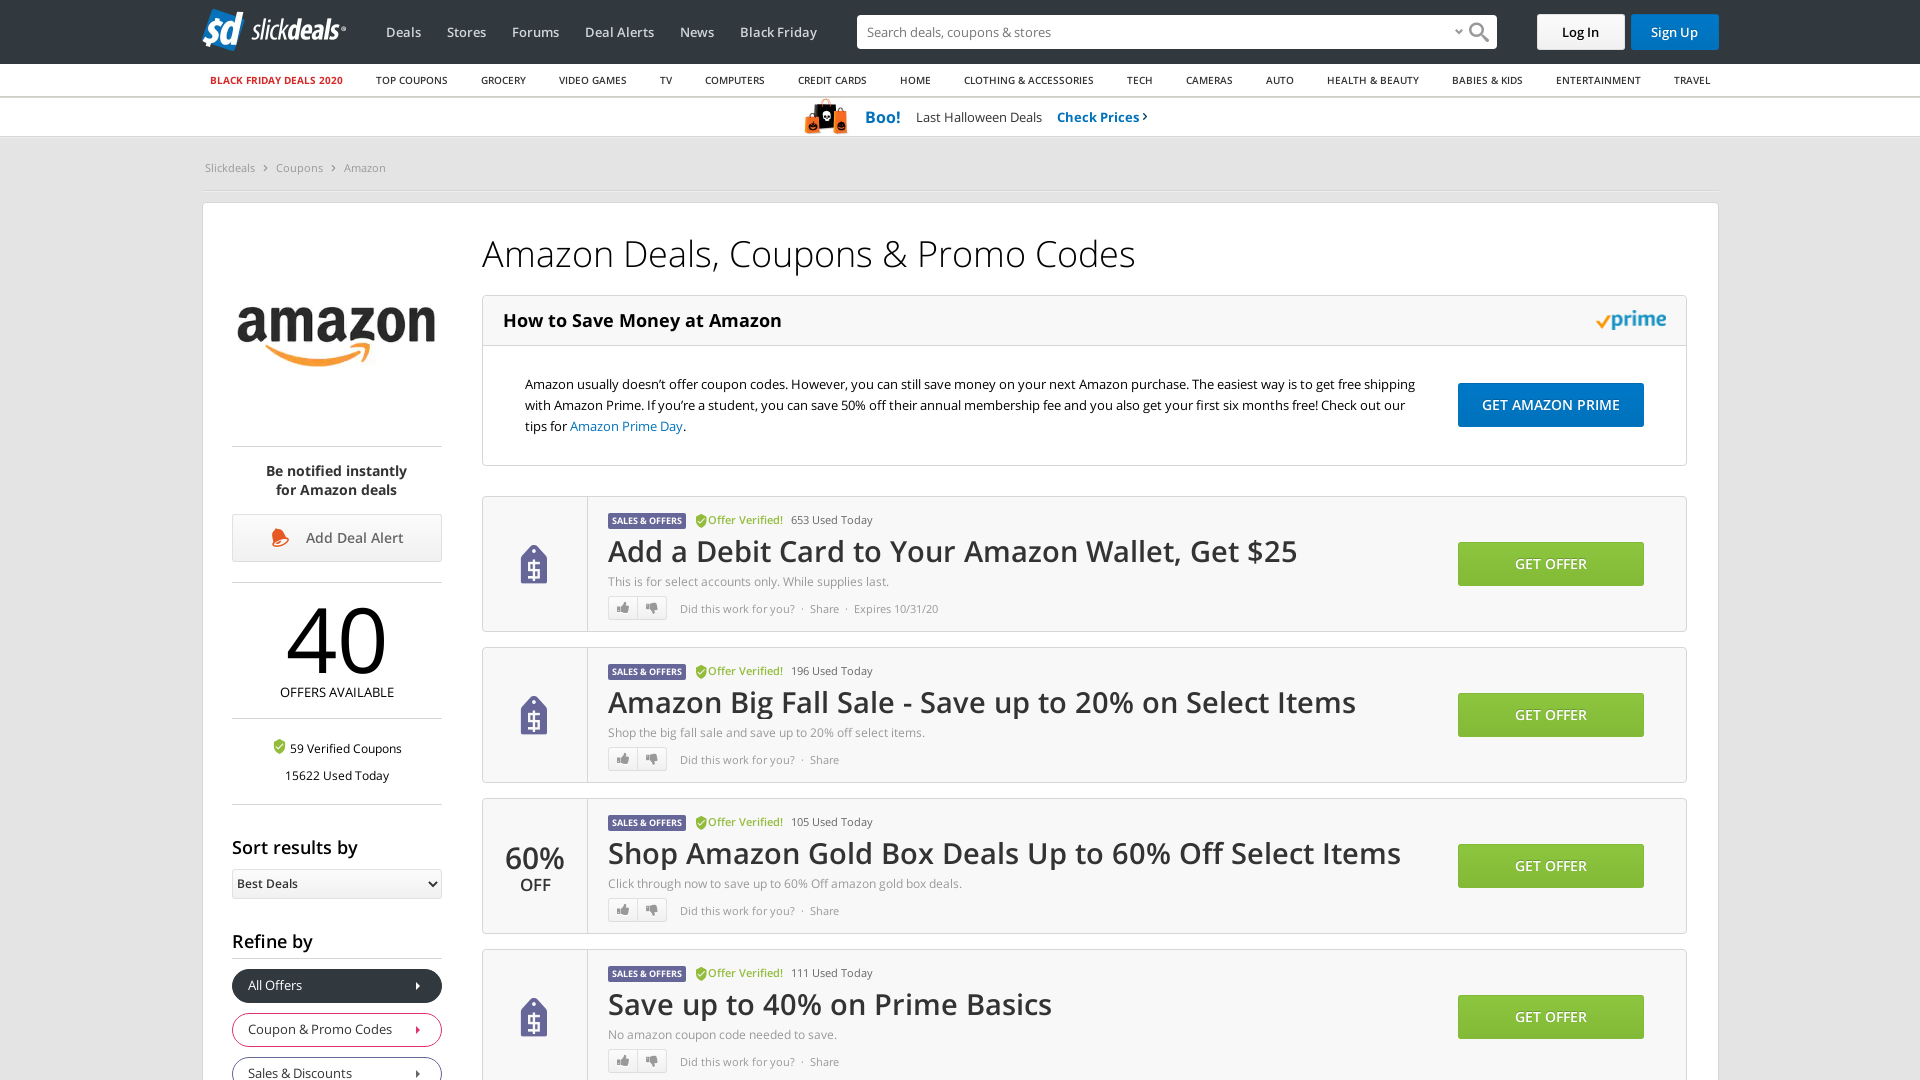 sd slickdeals
Deals
Stores
Forums
Deal Alerts
News
Black Friday
Search deals, coupons & stores
Log In
Sign Up
BLACK FRIDAY DEALS 2020
TOP COUPONS
GROCERY
VIDEO GAMES
TV
COMPUTERS
CREDIT CARDS
HOME
CLOTHING & ACCESSORIES
TECH
CAMERAS
AUTO
HEALTH & BEAUTY
BABIES & KIDS
ENTERTAINMENT
TRAVEL
Boo! Last Halloween Deals Check Prices
Slickdeals > Coupons > Amazon
amazon
Be notified instantly
for Amazon deals
Add Deal Alert
40
OFFERS AVAILABLE
59 Verified Coupons
15622 Used Today
Sort results by
Best Deals
Refine by
All Offers
Coupon & Promo Codes
Sales & Discounts
Amazon Deals, Coupons & Promo Codes
How to Save Money at Amazon
prime
Amazon usually doesn’t offer coupon codes. However, you can still save money on your next Amazon purchase. The easiest way is to get free shipping
with Amazon Prime. If you’re a student, you can save 50% off their annual membership fee and you also get your first six months free! Check out our
tips for Amazon Prime Day.
GET AMAZON PRIME
SALES & OFFERS Offer Verified! 653 Used Today
Add a Debit Card to Your Amazon Wallet, Get $25
This is for select accounts only. While supplies last.
Did this work for you? · Share · Expires 10/31/20
GET OFFER
SALES & OFFERS Offer Verified! 196 Used Today
Amazon Big Fall Sale - Save up to 20% on Select Items
Shop the big fall sale and save up to 20% off select items.
Did this work for you? · Share
GET OFFER
60%
OFF
SALES & OFFERS Offer Verified! 105 Used Today
Shop Amazon Gold Box Deals Up to 60% Off Select Items
Click through now to save up to 60% Off amazon gold box deals.
Did this work for you? · Share
GET OFFER
SALES & OFFERS Offer Verified! 111 Used Today
Save up to 40% on Prime Basics
No amazon coupon code needed to save.
Did this work for you? · Share
GET OFFER